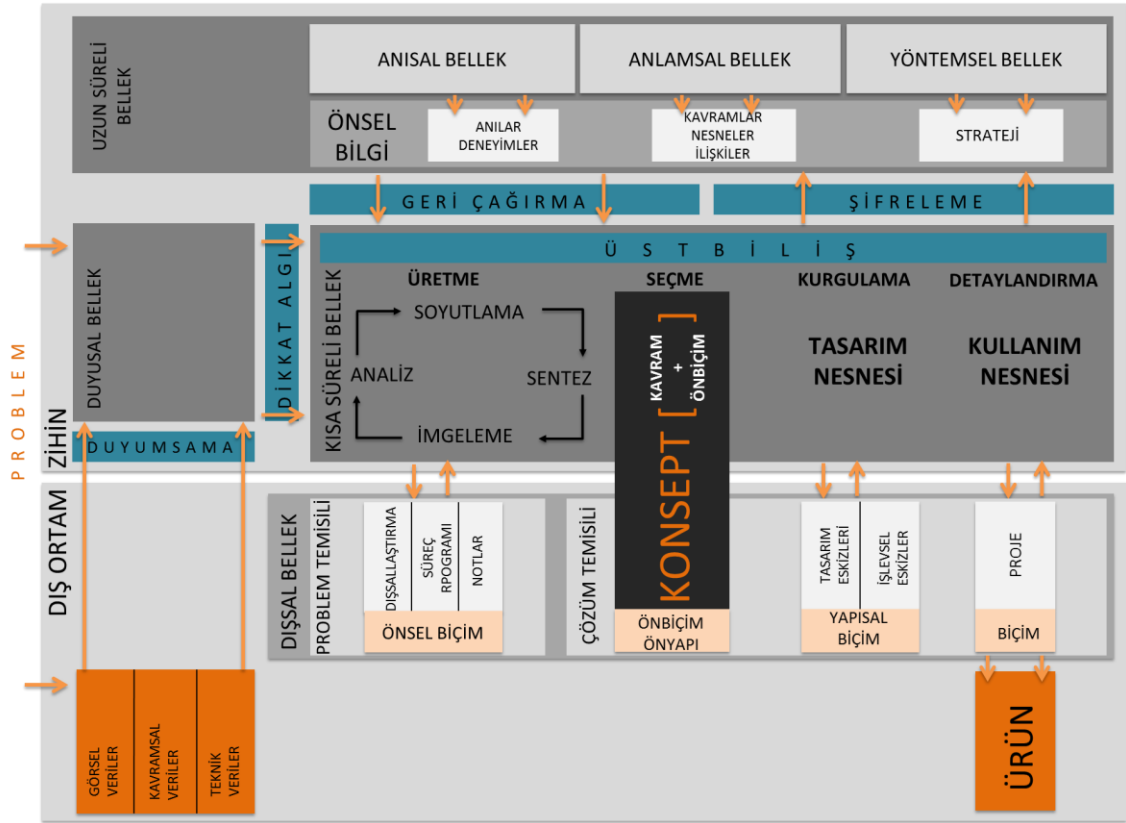 UZUN SÜRELİ
BELLEK
ANISAL BELLEK
ANLAMSAL BELLEK
YÖNTEMSEL BELLEK
ÖNSEL
BİLGİ
ANILAR
DENEYİMLER
KAVRAMLAR
NESNELER
İLİŞKİLER
STRATEJİ
GERİ ÇAĞIRMA
ŞİFRELEME
PROBLEM
ZİHİN
DUYUSAL BELLEK
DUYUMSAMA
DİKKAT ALGI
ÜSTBİLİŞ
KISA SÜRELİ BELLEK
ÜRETME
SOYUTLAMA
ANALİZ
SENTEZ
İMGELEME
SEÇME
KONSEPT [ KAVRAM
+
ÖNBİÇİM ]
KURGULAMA
TASARIM
NESNESİ
DETAYLANDIRMA
KULLANIM
NESNESİ
DIŞ ORTAM
DIŞSAL BELLEK
PROBLEM TEMİSİLİ
DIŞSALLAŞTIRMA
SÜREÇ
RPOGRAMI
NOTLAR
ÖNSEL BİÇİM
ÇÖZÜM TEMİSİLİ
ÖNBİÇİM
ÖNYAPI
TASARIM
ESKİZLERİ
İŞLEVSEL
ESKİZLER
YAPISAL
BİÇİM
PROJE
BİÇİM
GÖRSEL
VERİLER
KAVRAMSAL
VERİLER
TEKNİK
VERİLER
ÜRÜN